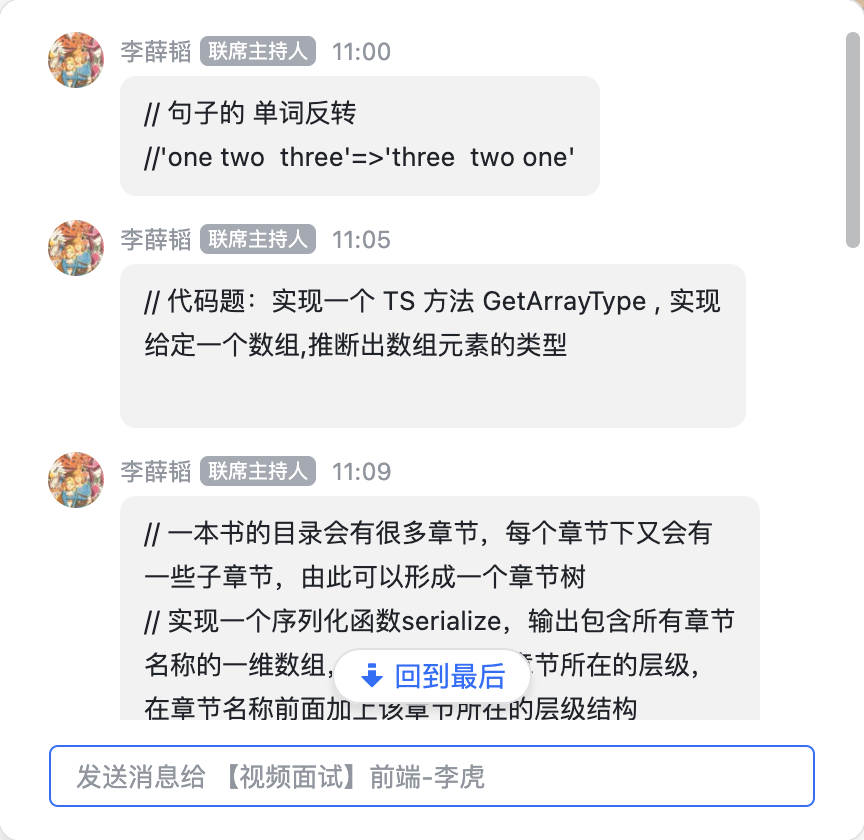 李薛韬 联席主持人 11:00
// 句子的 单词反转
//'one two  three'=>'three  two one'
李薛韬 联席主持人 11:05
// 代码题：实现一个 TS 方法 GetArrayType , 实现
给定一个数组,推断出数组元素的类型
李薛韬 联席主持人 11:09
// 一本书的目录会有很多章节，每个章节下又会有
一些子章节，由此可以形成一个章节树
// 实现一个序列化函数serialize，输出包含所有章节
名称的一维数组, 章节所在的层级，
回到最后
在章节名称前面加上该章节所在的层级结构
发送消息给 【视频面试】前端-李虎